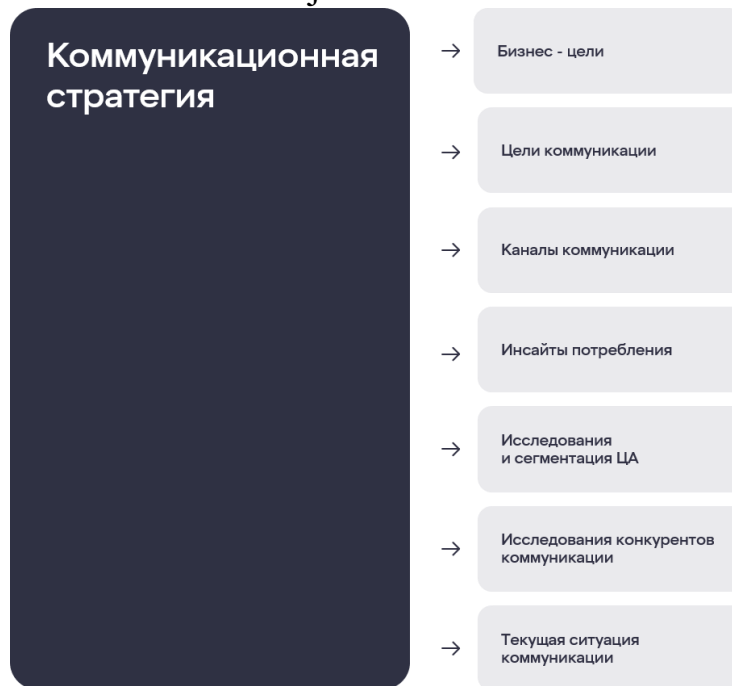 Коммуникационная
стратегия
Бизнес - цели
Цели коммуникации
Каналы коммуникации
Инсайты потребления
Исследования
и сегментация ЦА
Исследования конкурентов
коммуникации
Текущая ситуация
коммуникации